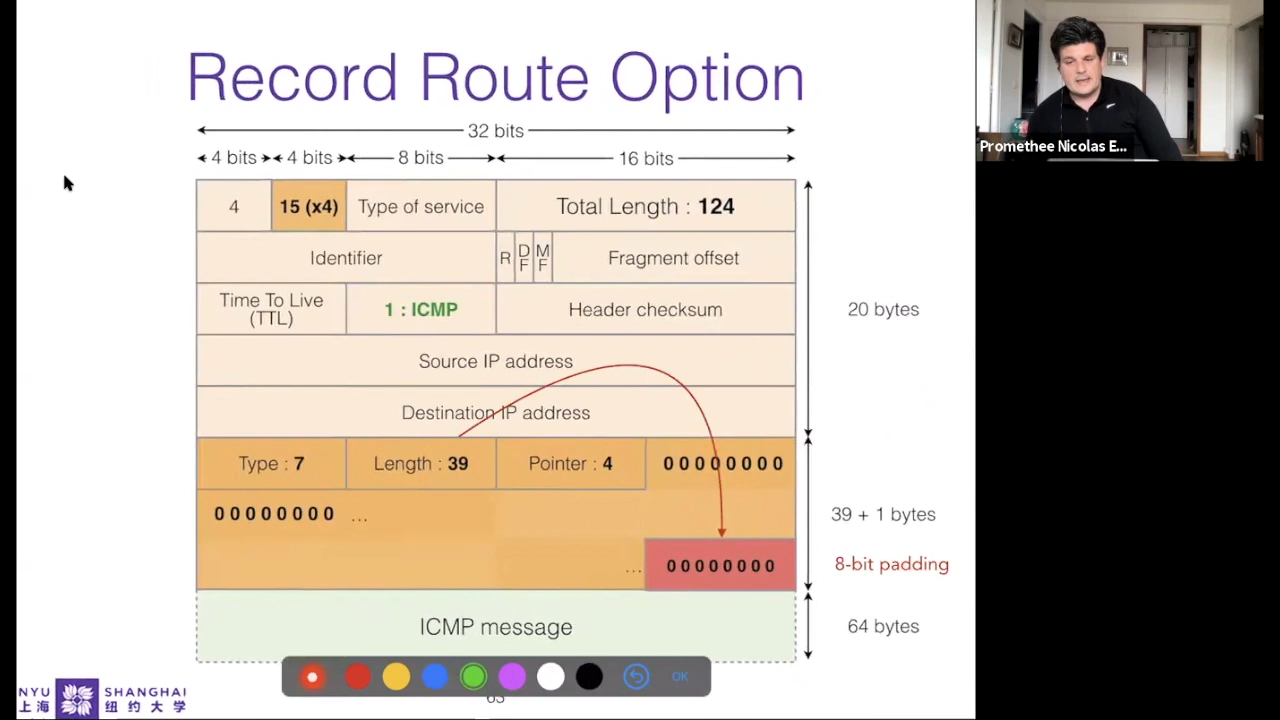 Record Route Option
32 bits
4 bits 4 bits 8 bits 16 bits
4 15 (x4) Type of service Total Length : 124
Identifier R DF MF Fragment offset
Time To Live (TTL) 1 : ICMP Header checksum 20 bytes
Source IP address
Destination IP address
Type : 7 Length : 39 Pointer : 4 0 0 0 0 0 0 0 0
0 0 0 0 0 0 0 0 ... 39 + 1 bytes
... 0 0 0 0 0 0 0 0 8-bit padding
ICMP message 64 bytes
OK
NYU SHANGHAI
上海 纽约大学
Promethee Nicolas E...